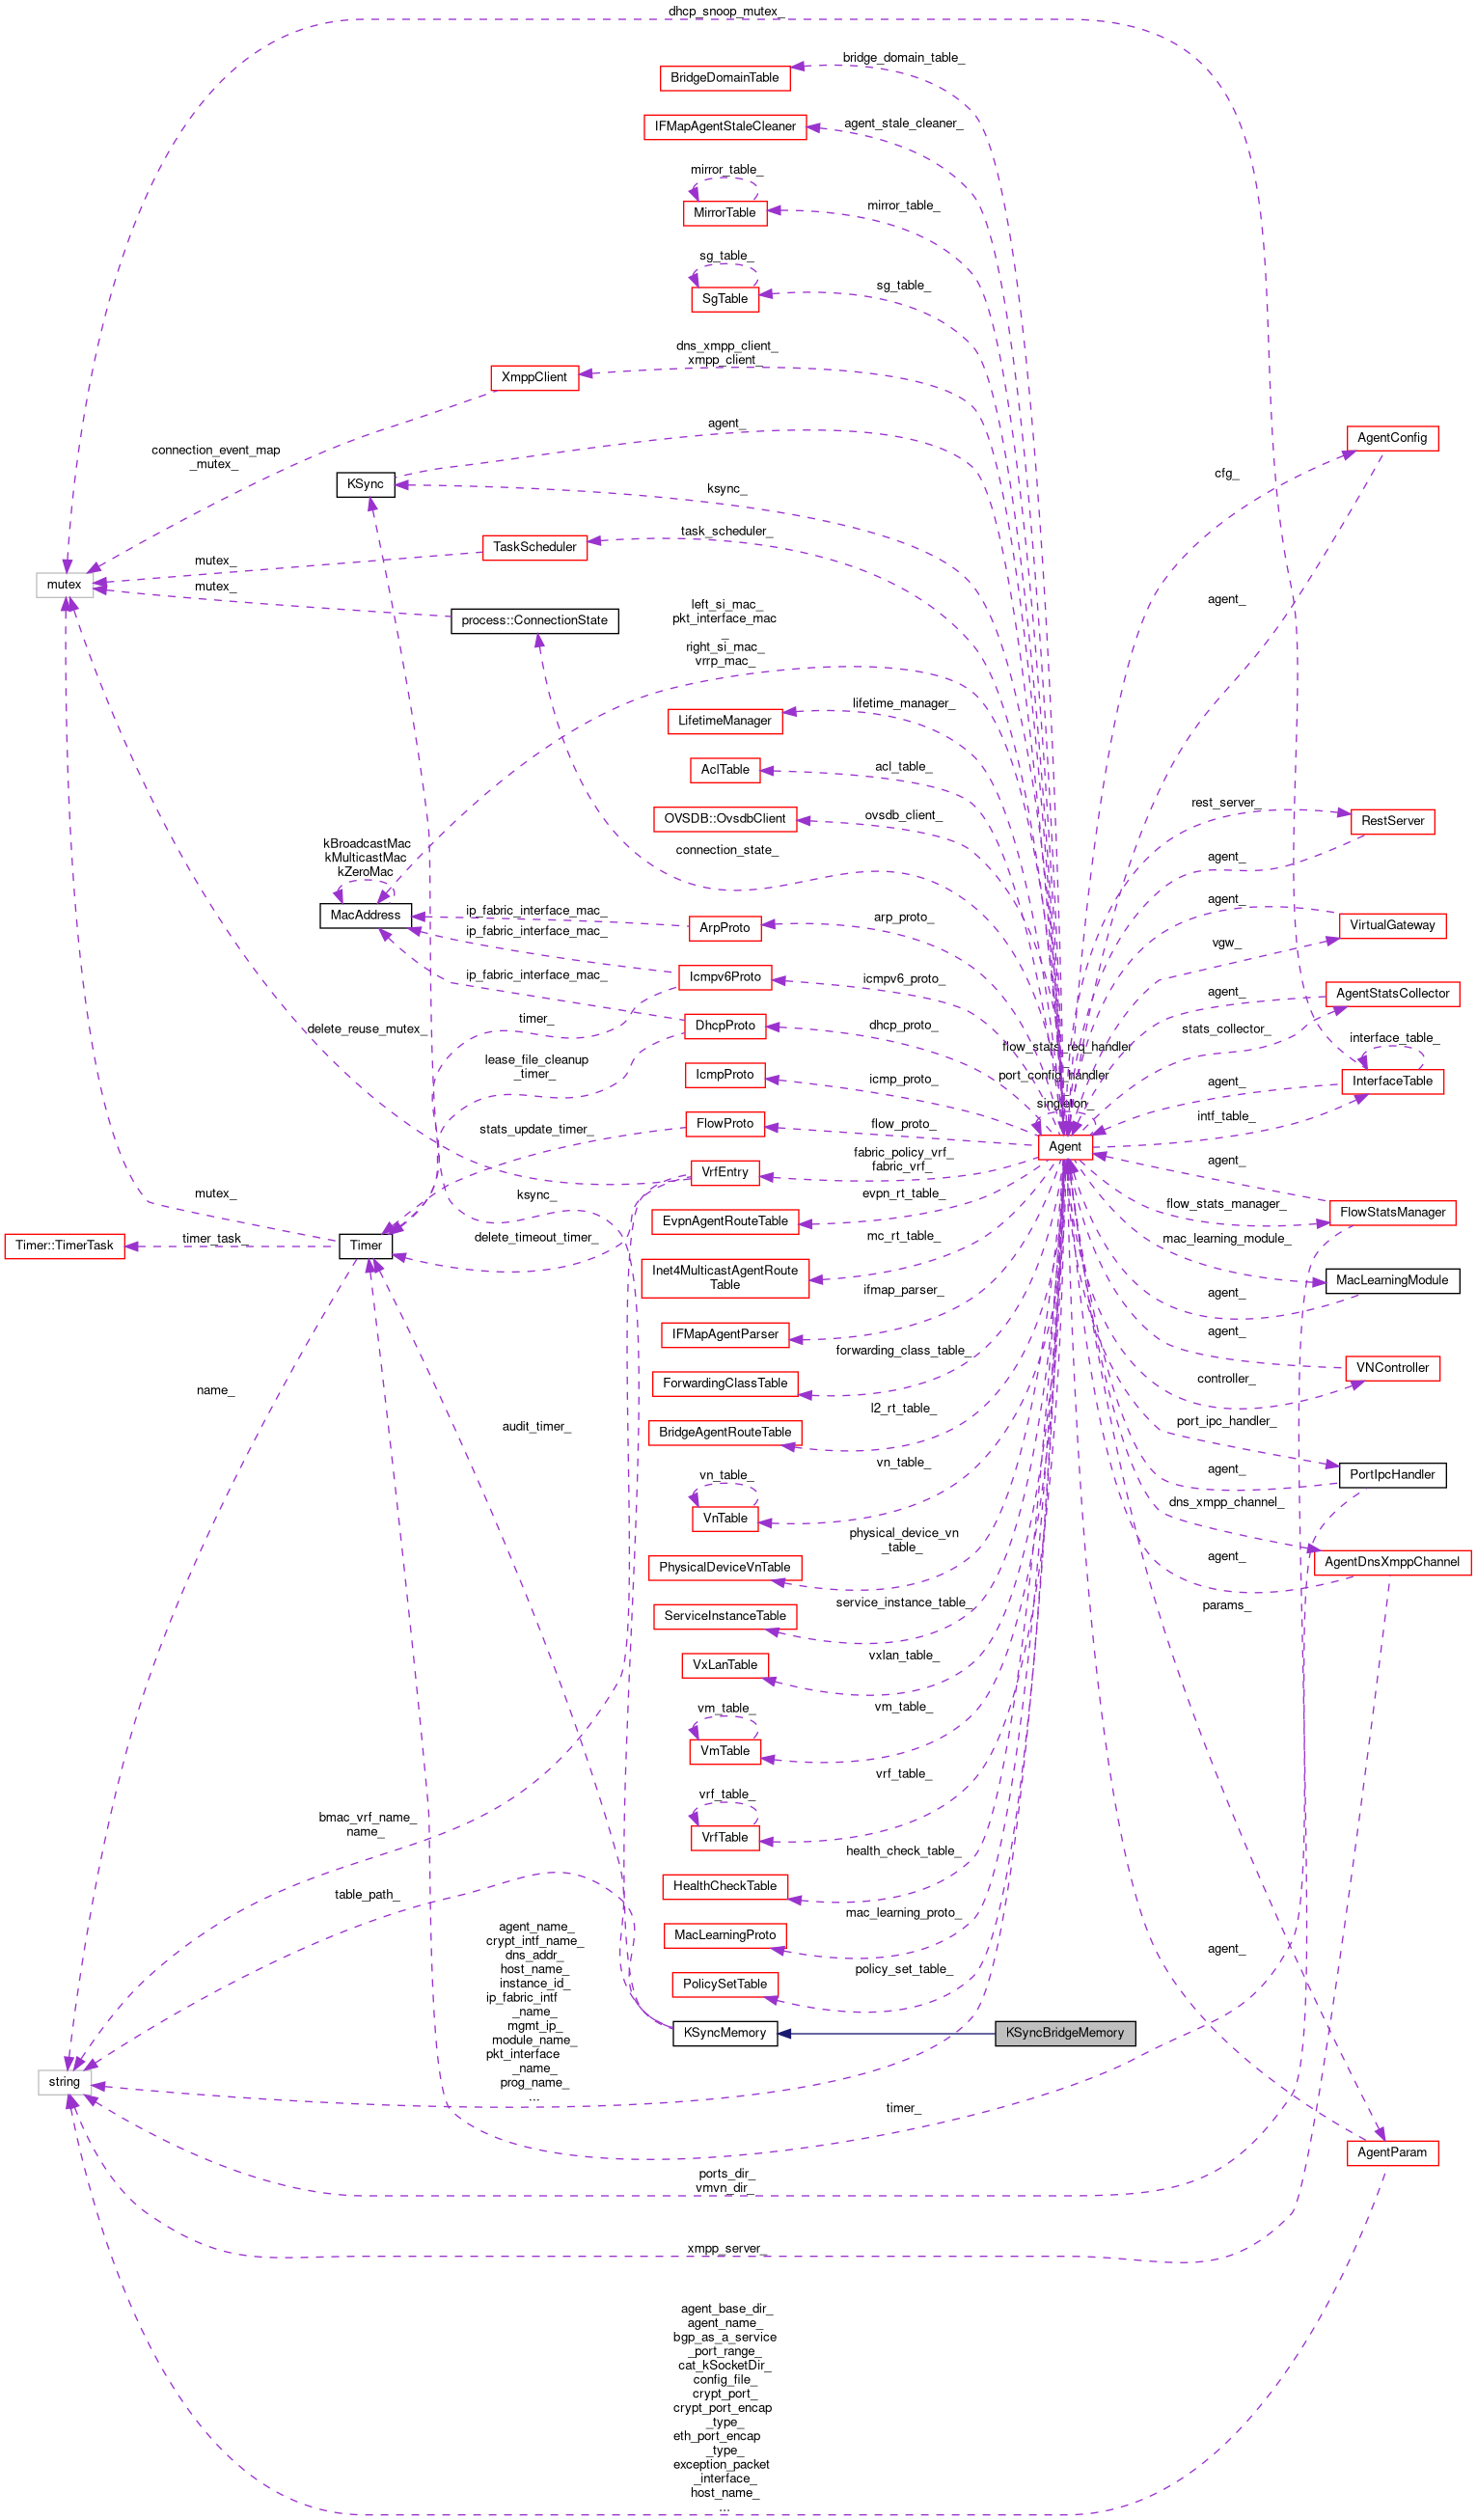 dhcp_snoop_mutex_
bridge_domain_table_
BridgeDomainTable
agent_stale_cleaner_
IFMapAgentStaleCleaner
mirror_table_
mirror_table_
MirrorTable
sg_table_
sg_table_
SgTable
dns_xmpp_client_
xmpp_client_
XmppClient
agent_
AgentConfig
cfg_
connection_event_map
_mutex_
KSync
ksync_
task_scheduler_
TaskScheduler
mutex_
mutex
mutex_
process::ConnectionState
left_si_mac_
pkt_interface_mac
_
right_si_mac_
vrrp_mac_
agent_
lifetime_manager_
LifetimeManager
acl_table_
AclTable
ovsdb_client_
OVSDB::OvsdbClient
rest_server_
RestServer
connection_state_
agent_
kBroadcastMac
kMulticastMac
kZeroMac
MacAddress
ip_fabric_interface_mac_
ArpProto
arp_proto_
agent_
VirtualGateway
vgw_
ip_fabric_interface_mac_
ip_fabric_interface_mac_
Icmpv6Proto
icmpv6_proto_
agent_
AgentStatsCollector
stats_collector_
timer_
DhcpProto
dhcp_proto_
delete_reuse_mutex_
flow_stats_req_handler
_
port_config_handler
_
singleton_
interface_table_
InterfaceTable
agent_
intf_table_
lease_file_cleanup
_timer_
IcmpProto
icmp_proto_
stats_update_timer_
FlowProto
flow_proto_
Agent
fabric_policy_vrf_
fabric_vrf_
VrfEntry
agent_
mutex_
ksync_
evpn_rt_table_
EvpnAgentRouteTable
flow_stats_manager_
FlowStatsManager
Timer::TimerTask
timer_task_
Timer
delete_timeout_timer_
mc_rt_table_
Inet4MulticastAgentRoute
Table
mac_learning_module_
MacLearningModule
agent_
ifmap_parser_
IFMapAgentParser
agent_
VNController
forwarding_class_table_
ForwardingClassTable
controller_
name_
audit_timer_
l2_rt_table_
BridgeAgentRouteTable
port_ipc_handler_
PortIpcHandler
agent_
vn_table_
vn_table_
VnTable
dns_xmpp_channel_
AgentDnsXmppChannel
agent_
physical_device_vn
_table_
PhysicalDeviceVnTable
service_instance_table_
ServiceInstanceTable
params_
vxlan_table_
VxLanTable
vm_table_
vm_table_
VmTable
vrf_table_
vrf_table_
VrfTable
bmac_vrf_name_
name_
health_check_table_
HealthCheckTable
table_path_
mac_learning_proto_
MacLearningProto
agent_
policy_set_table_
PolicySetTable
agent_name_
crypt_intf_name_
dns_addr_
host_name_
instance_id_
ip_fabric_intf
_name_
mgmt_ip_
module_name_
pkt_interface
_name_
prog_name_
...
KSyncMemory
KSyncBridgeMemory
string
timer_
AgentParam
ports_dir_
vmvn_dir_
xmpp_server_
agent_base_dir_
agent_name_
bgp_as_a_service
_port_range_
cat_kSocketDir_
config_file_
crypt_port_
crypt_port_encap
_type_
eth_port_encap
_type_
exception_packet
_interface_
host_name_
...